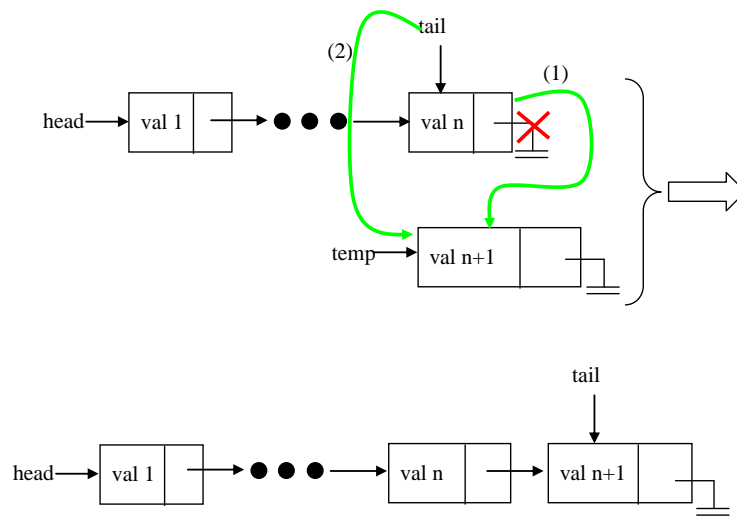 tail
(2)
(1)
head
val 1
val n
temp
val n+1
tail
head
val 1
val n
val n+1